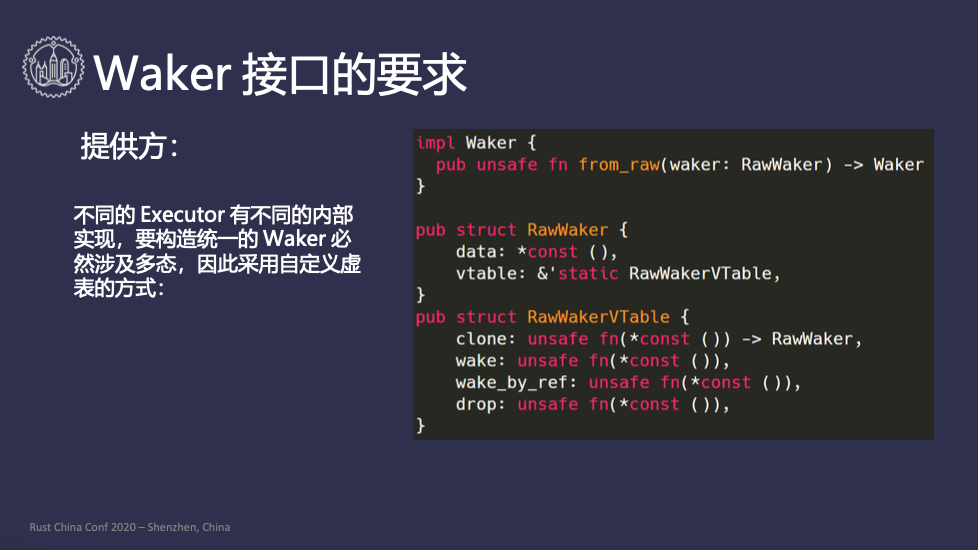 Waker 接口的要求
提供方：
不同的 Executor 有不同的内部
实现，要构造统一的 Waker 必
然涉及多态，因此采用自定义虚
表的方式：
impl Waker {
  pub unsafe fn from_raw(waker: RawWaker) -> Waker
}
pub struct RawWaker {
    data: *const (),
    vtable: &'static RawWakerVTable,
}
pub struct RawWakerVTable {
    clone: unsafe fn(*const ()) -> RawWaker,
    wake: unsafe fn(*const ()),
    wake_by_ref: unsafe fn(*const ()),
    drop: unsafe fn(*const ()),
}
Rust China Conf 2020 – Shenzhen, China